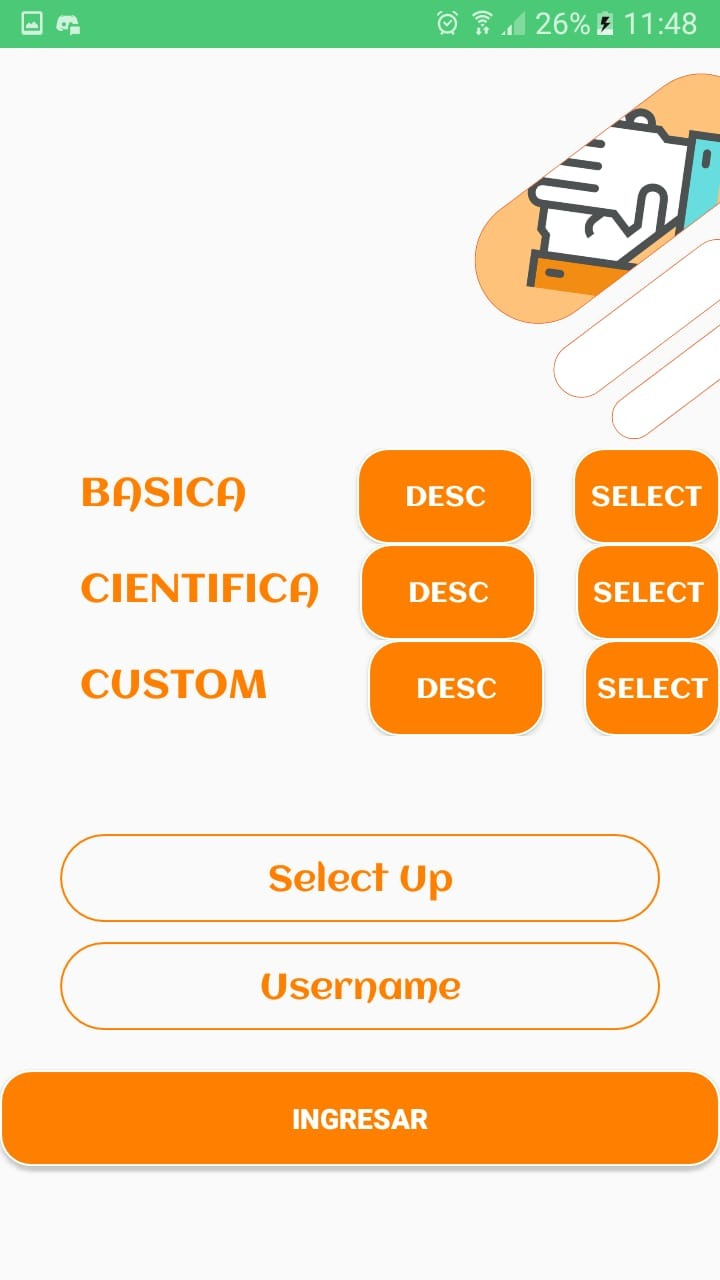 26% 11:48
BASICA DESC SELECT
CIENTIFICA DESC SELECT
CUSTOM DESC SELECT
Select Up
Username
INGRESAR